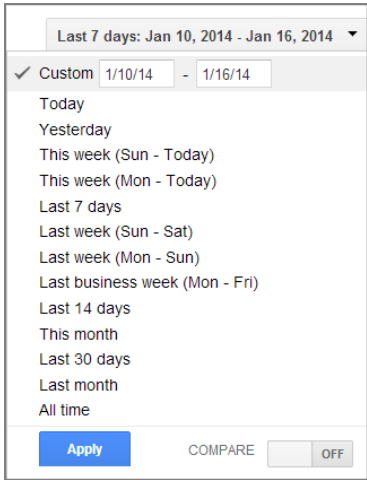 Last 7 days: Jan 10, 2014 - Jan 16, 2014
Custom 1/10/14 - 1/16/14
Today
Yesterday
This week (Sun - Today)
This week (Mon - Today)
Last 7 days
Last week (Sun - Sat)
Last week (Mon - Sun)
Last business week (Mon - Fri)
Last 14 days
This month
Last 30 days
Last month
All time
Apply COMPARE OFF